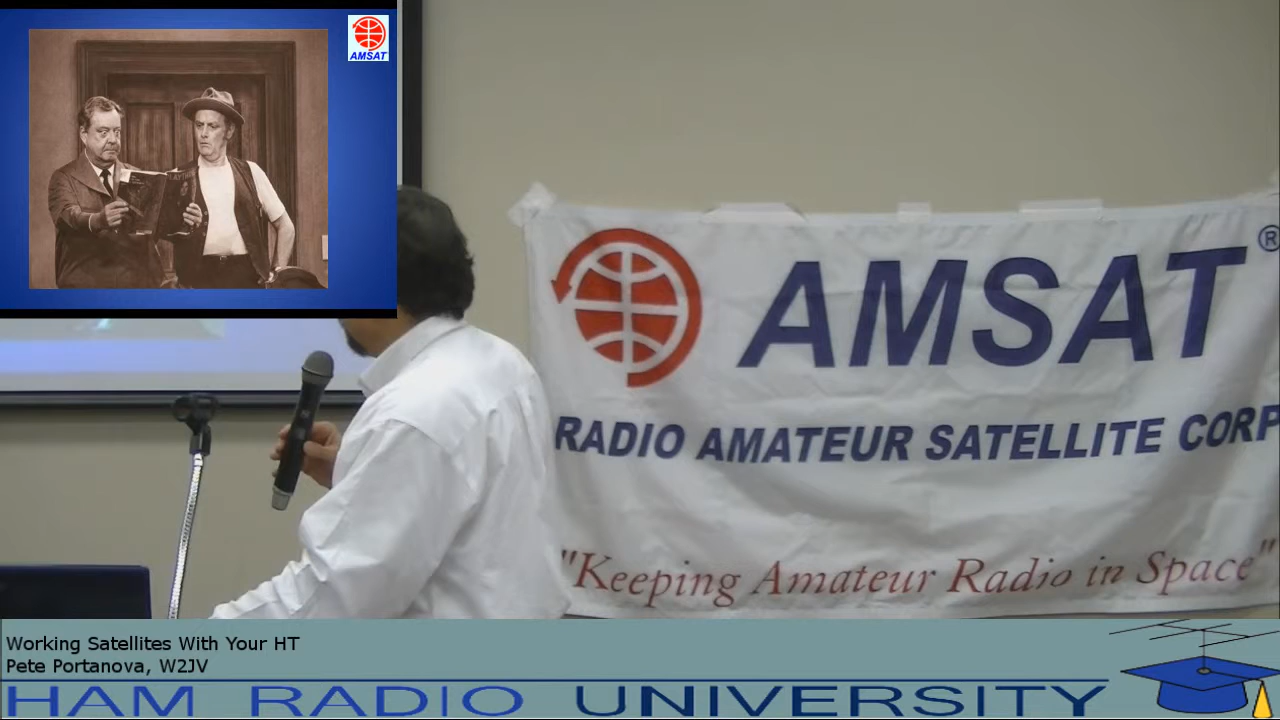 AMSAT
AMSAT®
RADIO AMATEUR SATELLITE CORP
"Keeping Amateur Radio in Space"
Working Satellites With Your HT
Pete Portanova, W2JV
HAM RADIO UNIVERSITY